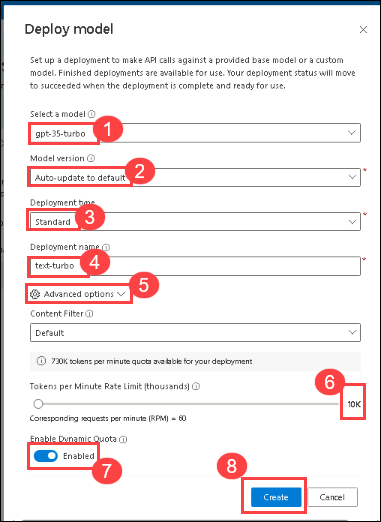 Deploy model
Set up a deployment to make API calls against a provided base model or a custom
model. Finished deployments are available for use. Your deployment status will move
to succeeded when the deployment is complete and ready for use.
Select a model
1
gpt-35-turbo
Model version
2
Auto-update to default
*
Deployment type
3
Standard
*
Deployment name
4
text-turbo
*
5
Advanced options
Content Filter
Default
730K tokens per minute quota available for your deployment
6
Tokens per Minute Rate Limit (thousands)
10K
Corresponding requests per minute (RPM) = 60
Enable Dynamic Quota
Enabled
7
8
Create
Cancel